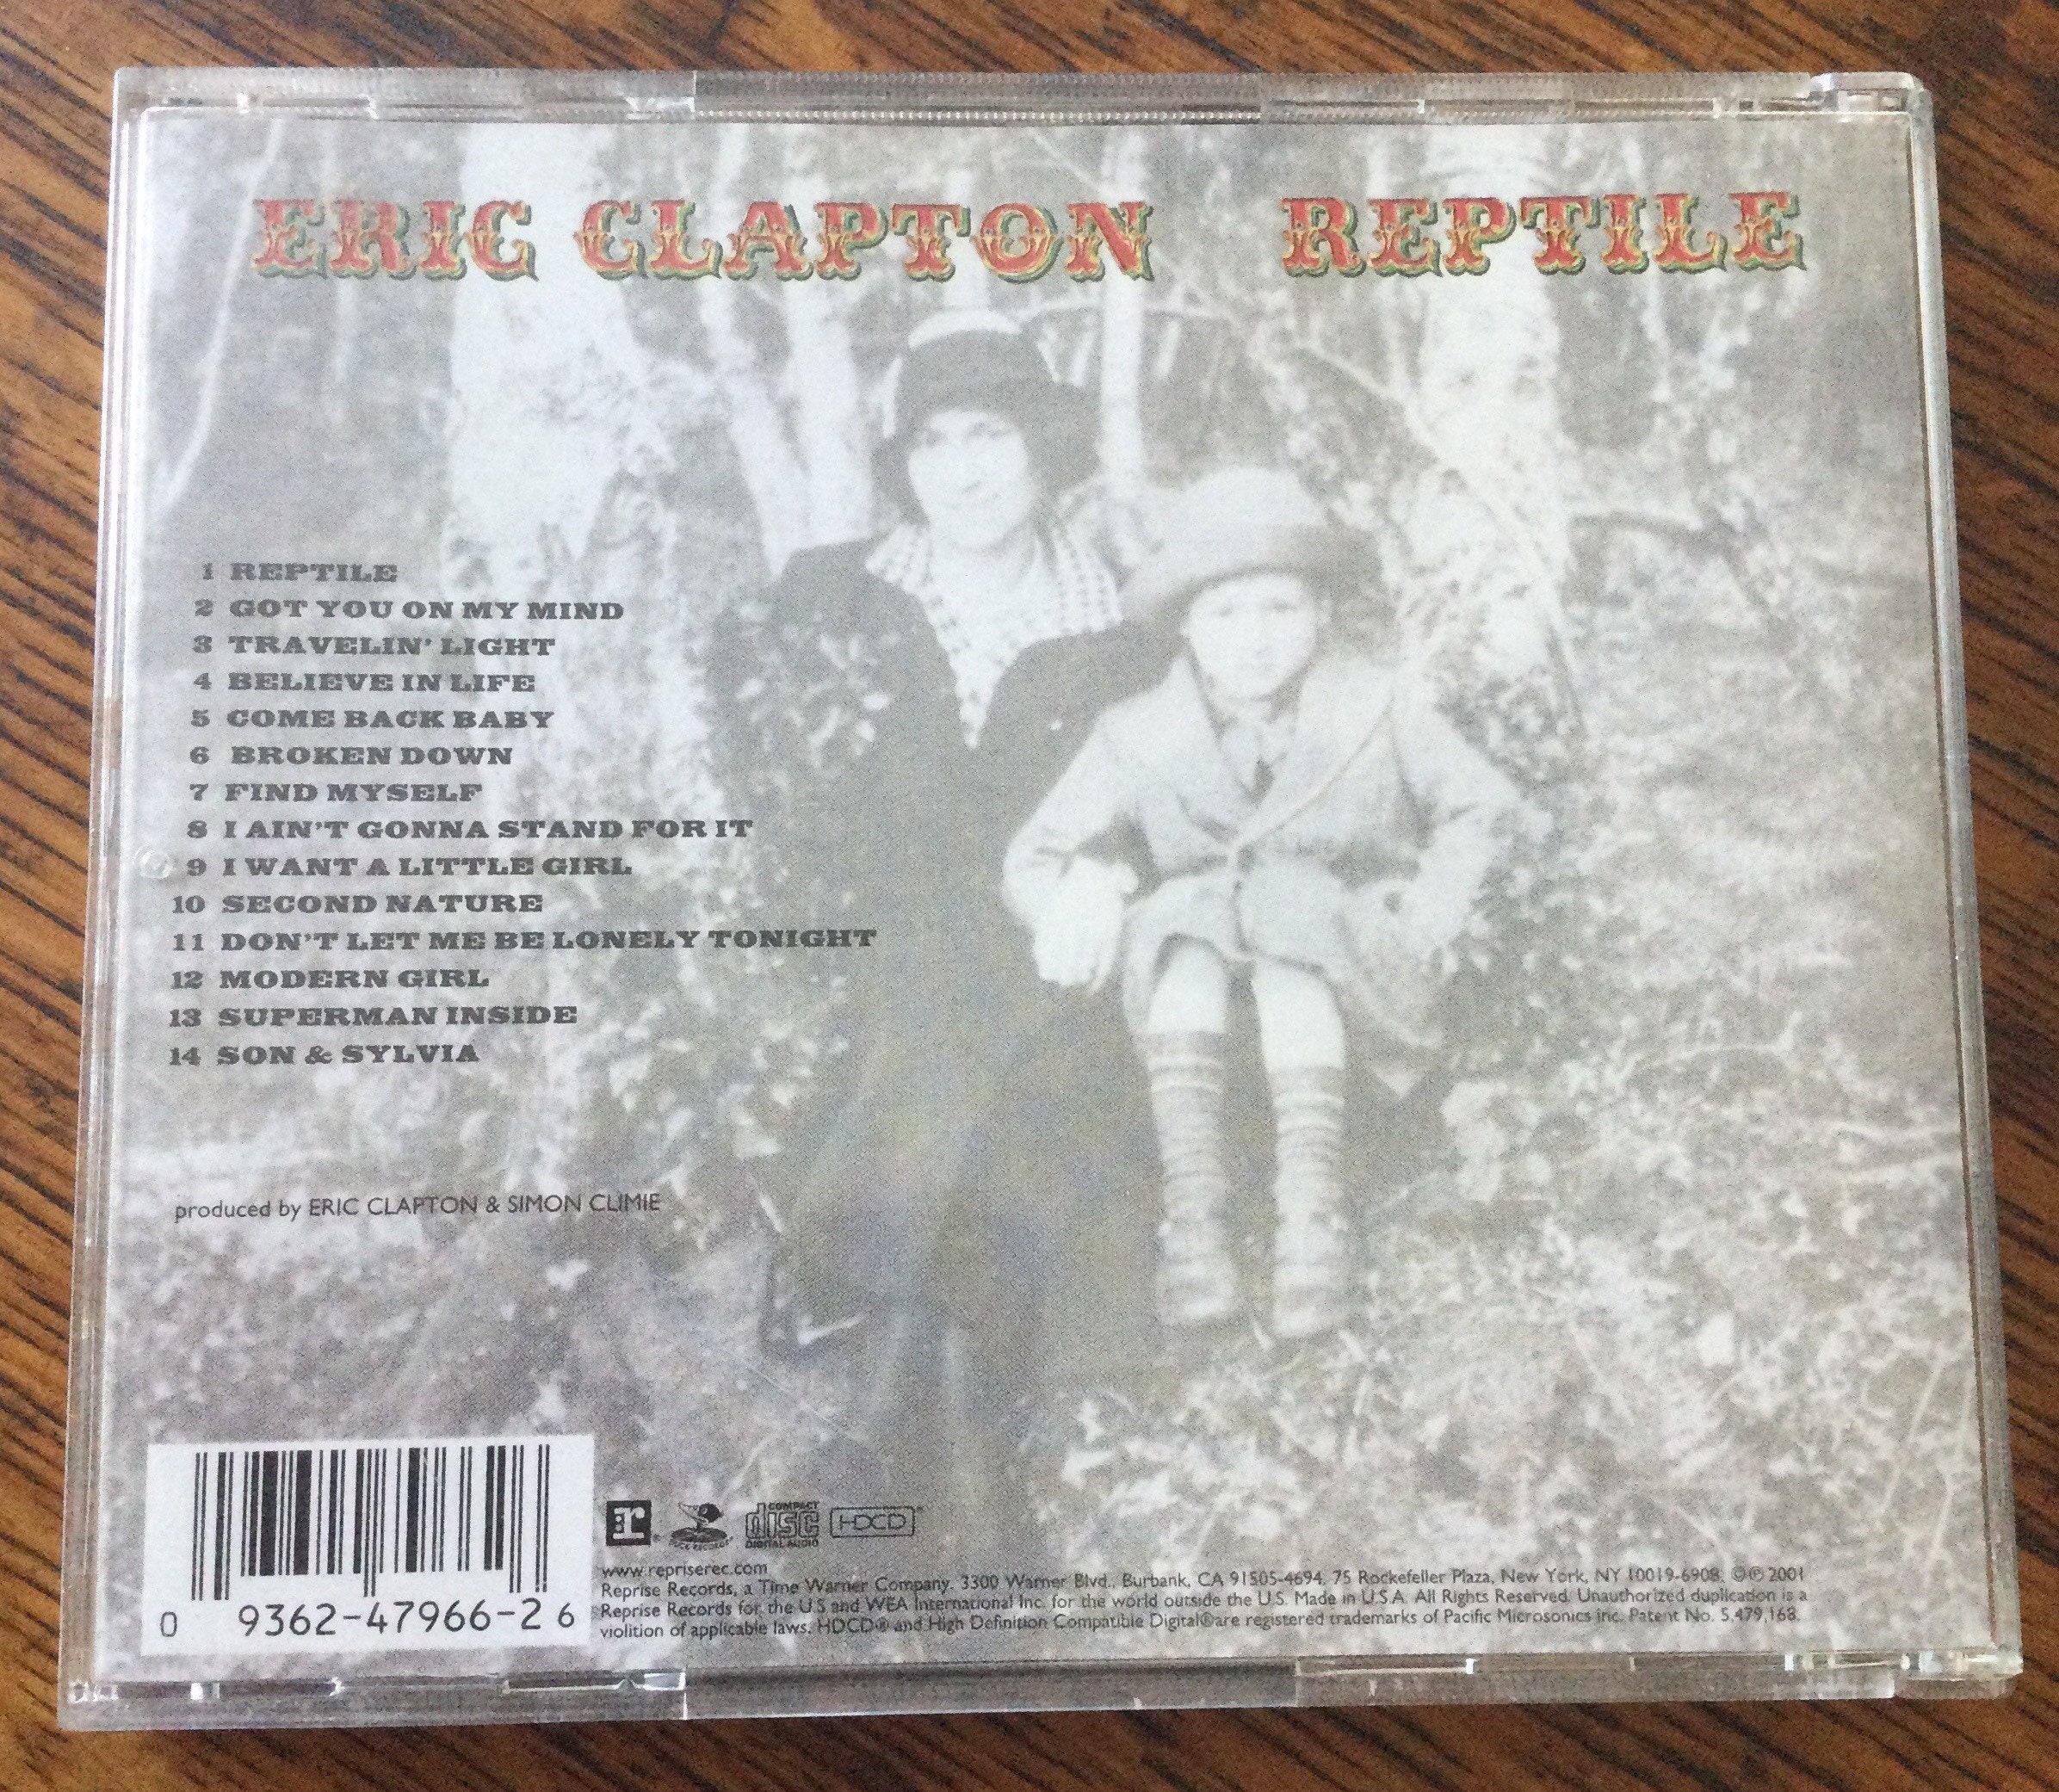 ERIC CLAPTON REPTILE
1 REPTILE
2 GOT YOU ON MY MIND
3 TRAVELIN' LIGHT
4 BELIEVE IN LIFE
5 COME BACK BABY
6 BROKEN DOWN
7 FIND MYSELF
8 I AIN'T GONNA STAND FOR IT
9 I WANT A LITTLE GIRL
10 SECOND NATURE
11 DON'T LET ME BE LONELY TONIGHT
12 MODERN GIRL
13 SUPERMAN INSIDE
14 SON & SYLVIA
produced by ERIC CLAPTON & SIMON CLIMIE
0 9362-47966-2 6
r ® DUCK RECORDS COMPACT disc DIGITAL AUDIO HDCD
www.repriserec.com
Reprise Records, a Time Warner Company. 3300 Warner Blvd., Burbank, CA 91505-4694. 75 Rockefeller Plaza, New York, NY 10019-6908. ©℗ 2001
Reprise Records for the U.S and WEA International Inc. for the world outside the U.S. Made in U.S.A. All Rights Reserved. Unauthorized duplication is a
violition of applicable laws. HDCD® and High Definition Compatible Digital® are registered trademarks of Pacific Microsonics inc. Patent No. 5,479,168.